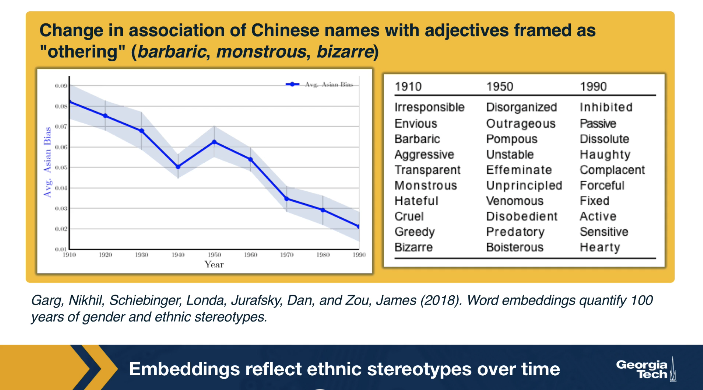 Change in association of Chinese names with adjectives framed as
"othering" (barbaric, monstrous, bizarre)
Avg. Asian Bias
Avg. Asian Bias
0.09
0.08
0.07
0.06
0.05
0.04
0.03
0.02
0.01
1910 1920 1930 1940 1950 1960 1970 1980 1990
Year
1910 1950 1990
Irresponsible Disorganized Inhibited
Envious Outrageous Passive
Barbaric Pompous Dissolute
Aggressive Unstable Haughty
Transparent Effeminate Complacent
Monstrous Unprincipled Forceful
Hateful Venomous Fixed
Cruel Disobedient Active
Greedy Predatory Sensitive
Bizarre Boisterous Hearty
Garg, Nikhil, Schiebinger, Londa, Jurafsky, Dan, and Zou, James (2018). Word embeddings quantify 100
years of gender and ethnic stereotypes.
Embeddings reflect ethnic stereotypes over time
Georgia
Tech